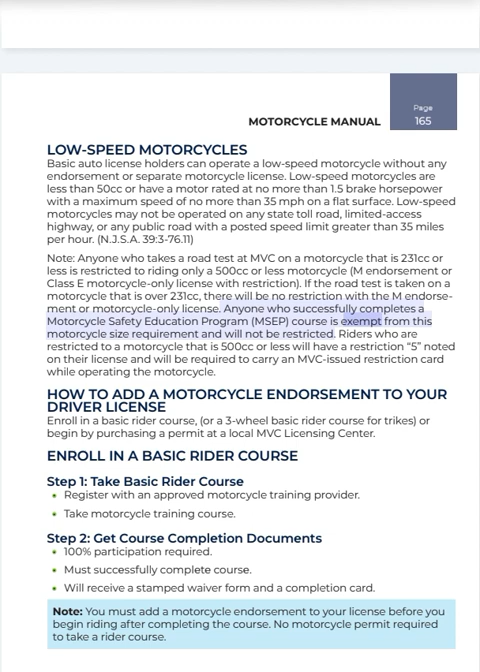 Page
165
MOTORCYCLE MANUAL
LOW-SPEED MOTORCYCLES
Basic auto license holders can operate a low-speed motorcycle without any
endorsement or separate motorcycle license. Low-speed motorcycles are
less than 50cc or have a motor rated at no more than 1.5 brake horsepower
with a maximum speed of no more than 35 mph on a flat surface. Low-speed
motorcycles may not be operated on any state toll road, limited-access
highway, or any public road with a posted speed limit greater than 35 miles
per hour. (N.J.S.A. 39:3-76.11)
Note: Anyone who takes a road test at MVC on a motorcycle that is 231cc or
less is restricted to riding only a 500cc or less motorcycle (M endorsement or
Class E motorcycle-only license with restriction). If the road test is taken on a
motorcycle that is over 231cc, there will be no restriction with the M endorse-
ment or motorcycle-only license. Anyone who successfully completes a
Motorcycle Safety Education Program (MSEP) course is exempt from this
motorcycle size requirement and will not be restricted. Riders who are
restricted to a motorcycle that is 500cc or less will have a restriction "5" noted
on their license and will be required to carry an MVC-issued restriction card
while operating the motorcycle.
HOW TO ADD A MOTORCYCLE ENDORSEMENT TO YOUR
DRIVER LICENSE
Enroll in a basic rider course, (or a 3-wheel basic rider course for trikes) or
begin by purchasing a permit at a local MVC Licensing Center.
ENROLL IN A BASIC RIDER COURSE
Step 1: Take Basic Rider Course
• Register with an approved motorcycle training provider.
• Take motorcycle training course.
Step 2: Get Course Completion Documents
• 100% participation required.
• Must successfully complete course.
• Will receive a stamped waiver form and a completion card.
Note: You must add a motorcycle endorsement to your license before you
begin riding after completing the course. No motorcycle permit required
to take a rider course.